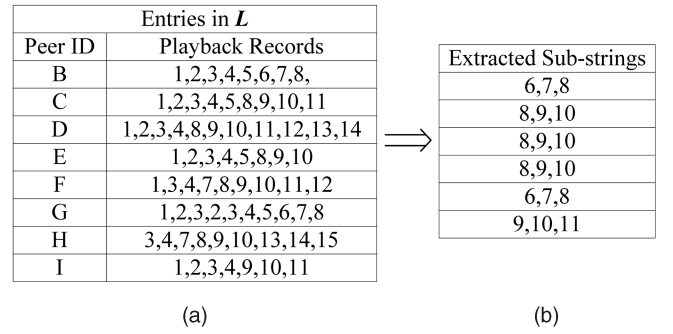 Entries in L
Peer ID Playback Records
B 1,2,3,4,5,6,7,8,
C 1,2,3,4,5,8,9,10,11
D 1,2,3,4,8,9,10,11,12,13,14
E 1,2,3,4,5,8,9,10
F 1,3,4,7,8,9,10,11,12
G 1,2,3,2,3,4,5,6,7,8
H 3,4,7,8,9,10,13,14,15
I 1,2,3,4,9,10,11
(a)
Extracted Sub-strings
6,7,8
8,9,10
8,9,10
8,9,10
6,7,8
9,10,11
(b)